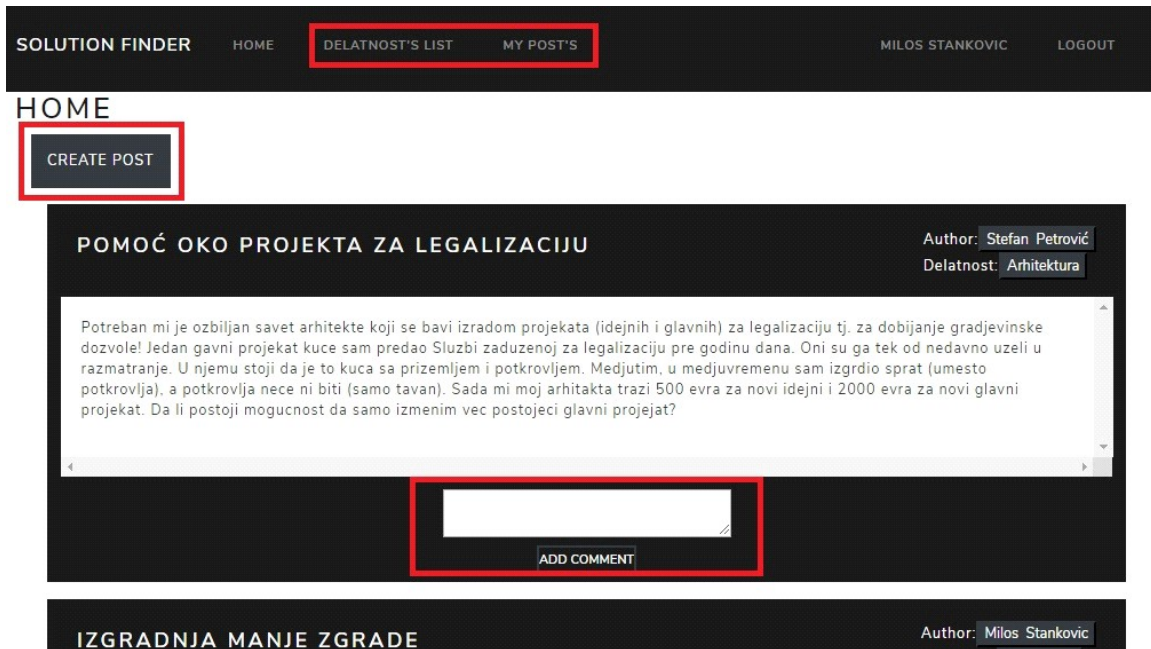 SOLUTION FINDER HOME DELATNOST'S LIST MY POST'S MILOS STANKOVIC LOGOUT
HOME
CREATE POST
POMOĆ OKO PROJEKTA ZA LEGALIZACIJU
Author: Stefan Petrović
Delatnost: Arhitektura
Potreban mi je ozbiljan savet arhitekte koji se bavi izradom projekata (idejnih i glavnih) za legalizaciju tj. za dobijanje gradjevinske
dozvole! Jedan gavni projekat kuce sam predao Sluzbi zaduzenoj za legalizaciju pre godinu dana. Oni su ga tek od nedavno uzeli u
razmatranje. U njemu stoji da je to kuca sa prizemljem i potkrovljem. Medjutim, u medjuvremenu sam izgrdio sprat (umesto
potkrovlja), a potkrovlja nece ni biti (samo tavan). Sada mi moj arhitakta trazi 500 evra za novi idejni i 2000 evra za novi glavni
projekat. Da li postoji mogucnost da samo izmenim vec postojeci glavni projejat?
ADD COMMENT
IZGRADNJA MANJE ZGRADE
Author: Milos Stankovic